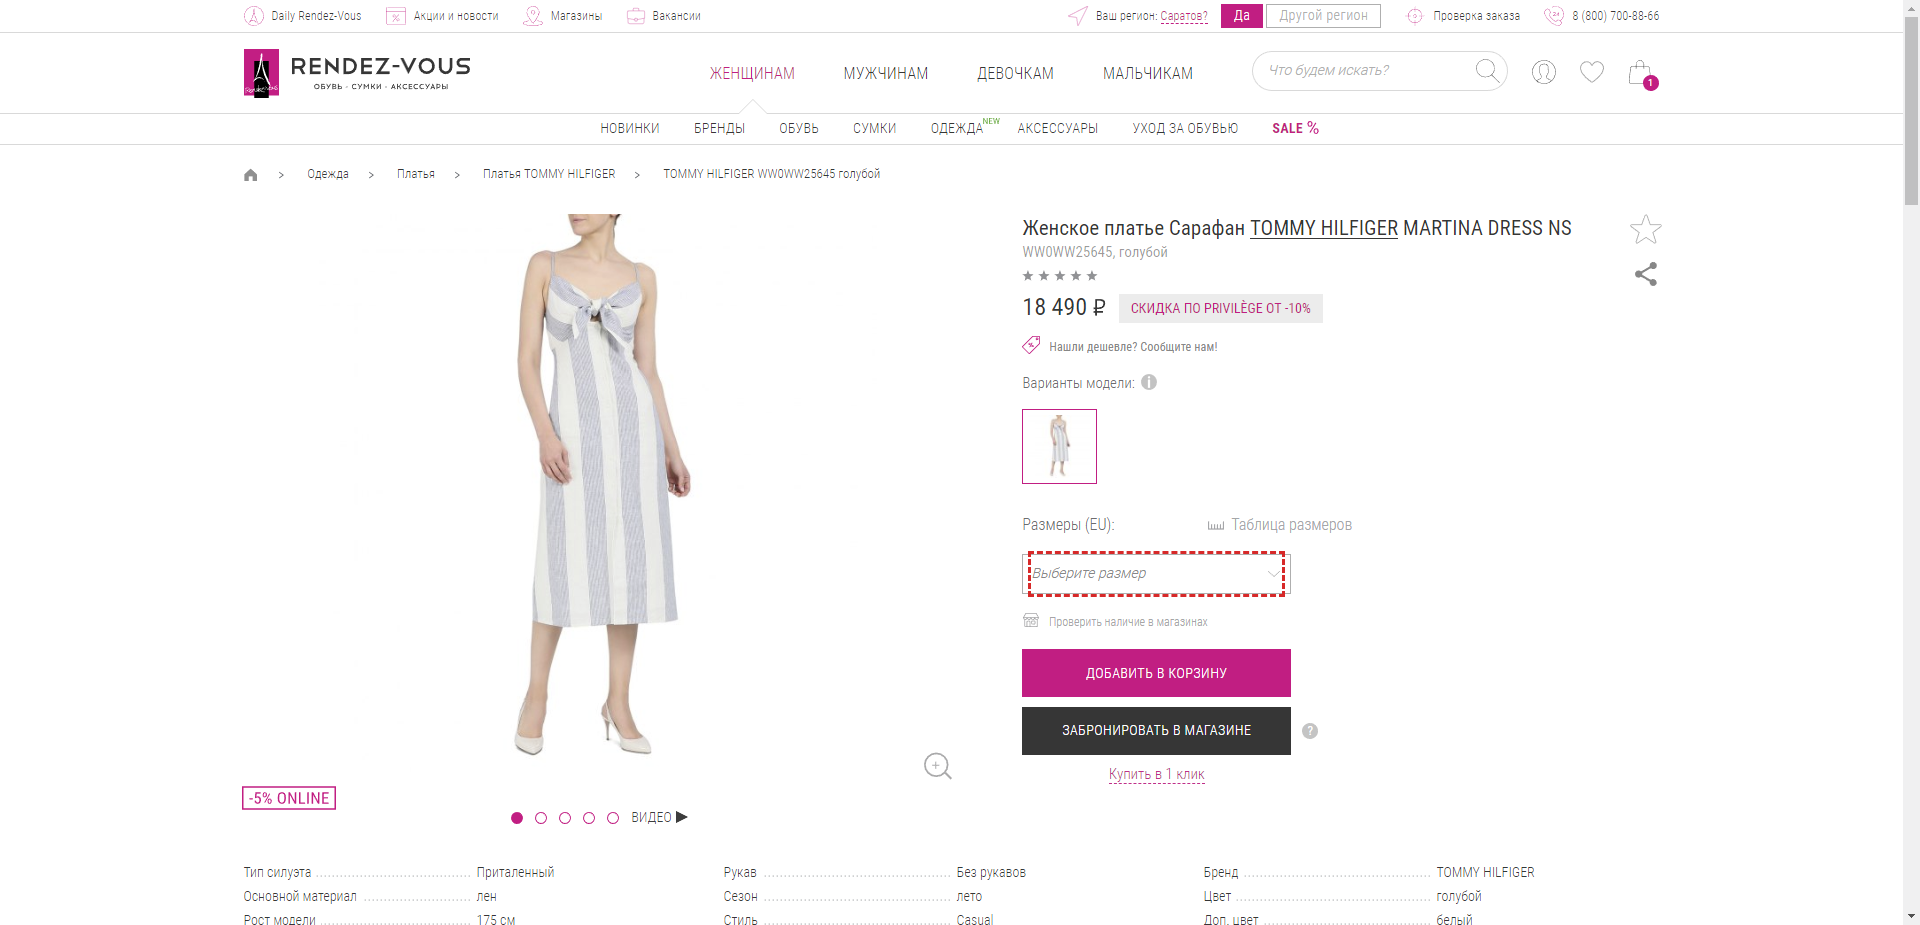 Daily Rendez-Vous
Акции и новости
Магазины
Вакансии
Ваш регион: Саратов?
Да
Другой регион
Проверка заказа
8 (800) 700-88-66
RENDEZ-VOUS
ОБУВЬ · СУМКИ · АКСЕССУАРЫ
ЖЕНЩИНАМ
МУЖЧИНАМ
ДЕВОЧКАМ
МАЛЬЧИКАМ
Что будем искать?
1
НОВИНКИ
БРЕНДЫ
ОБУВЬ
СУМКИ
ОДЕЖДА NEW
АКСЕССУАРЫ
УХОД ЗА ОБУВЬЮ
SALE %
Одежда
>
Платья
>
Платья TOMMY HILFIGER
>
TOMMY HILFIGER WW0WW25645 голубой
Женское платье Сарафан TOMMY HILFIGER MARTINA DRESS NS
WW0WW25645, голубой
18 490 ₽
СКИДКА ПО PRIVILÈGE ОТ -10%
Нашли дешевле? Сообщите нам!
Варианты модели:
Размеры (EU):
Таблица размеров
Выберите размер
Проверить наличие в магазинах
ДОБАВИТЬ В КОРЗИНУ
ЗАБРОНИРОВАТЬ В МАГАЗИНЕ
?
Купить в 1 клик
-5% ONLINE
ВИДЕО
Тип силуэта Приталенный
Основной материал лен
Рост модели 175 см
Рукав Без рукавов
Сезон лето
Стиль Casual
Бренд TOMMY HILFIGER
Цвет голубой
Доп. цвет белый